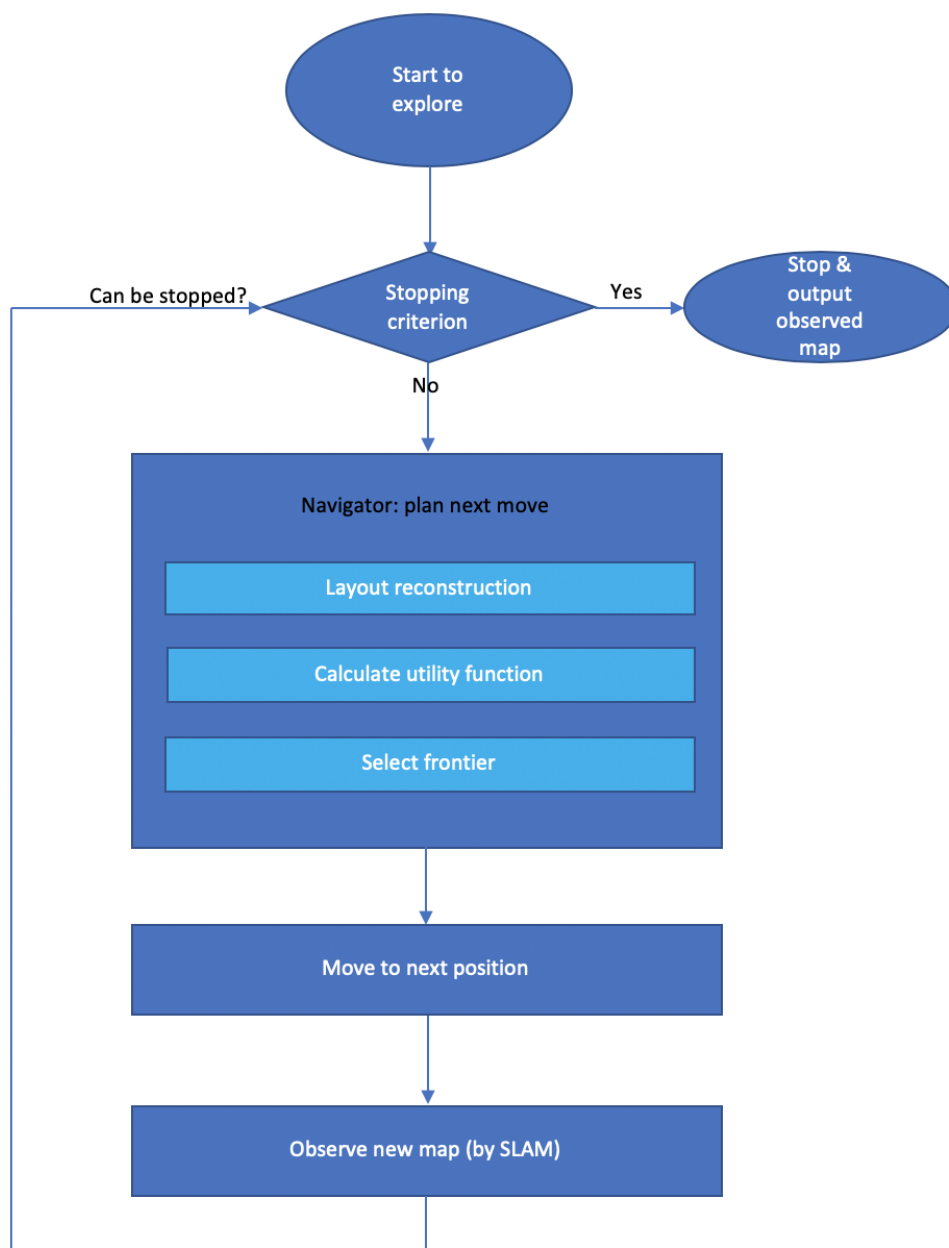 Start to
explore
Can be stopped?
Stopping
criterion
Yes
Stop &
output
observed
map
No
Navigator: plan next move
Layout reconstruction
Calculate utility function
Select frontier
Move to next position
Observe new map (by SLAM)